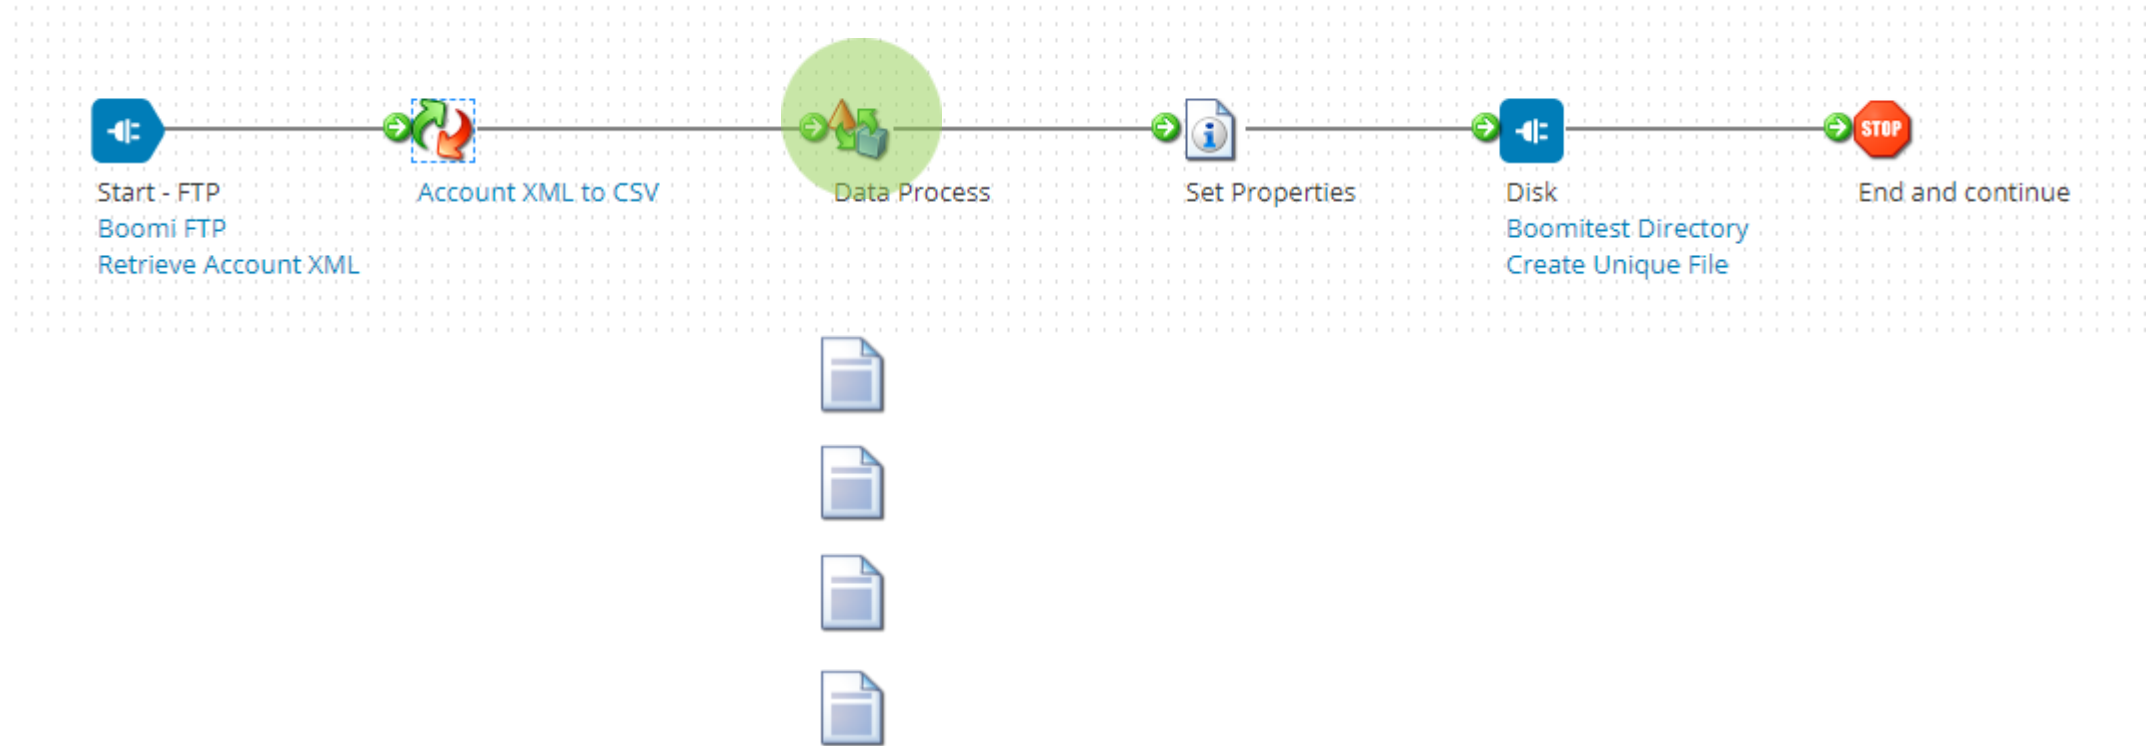 STOP
Start - FTP
Boomi FTP
Retrieve Account XML
Account XML to CSV
Data Process
Set Properties
Disk
Boomitest Directory
Create Unique File
End and continue